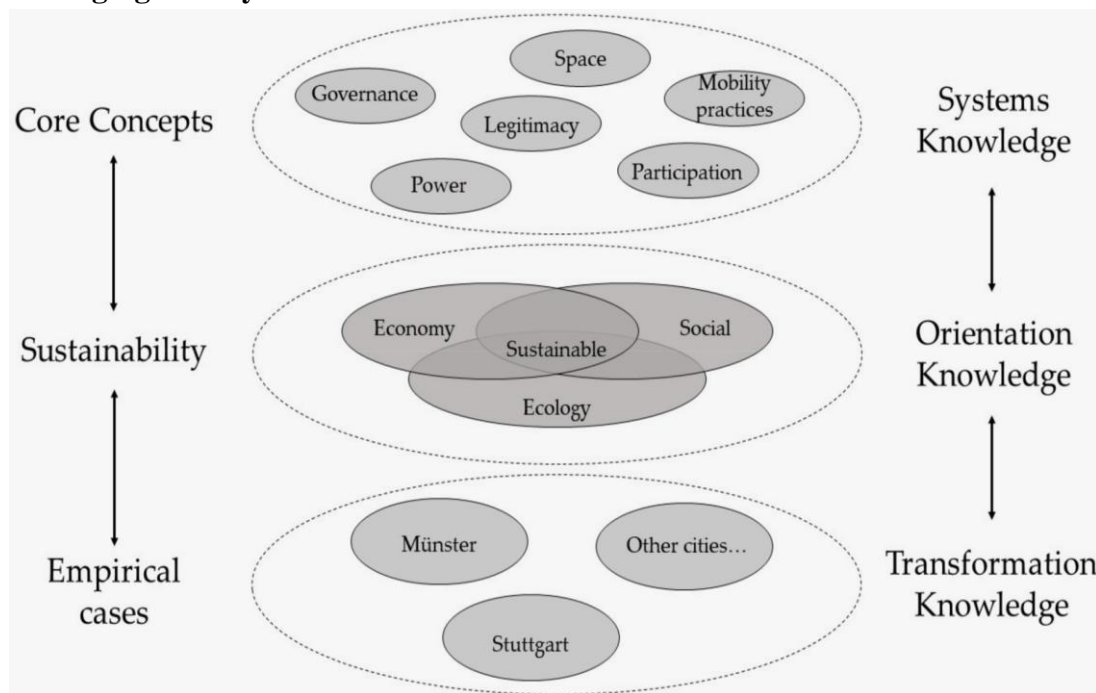 Space
Governance
Mobility
practices
Core Concepts
Legitimacy
Systems
Knowledge
Power
Participation
Economy
Social
Sustainability
Sustainable
Orientation
Knowledge
Ecology
Münster
Other cities...
Empirical
cases
Transformation
Knowledge
Stuttgart